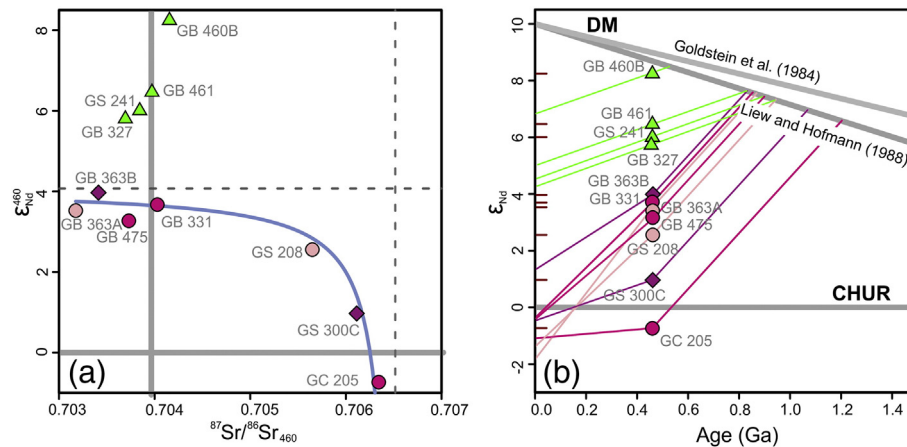 8
6
4
2
0
ε⁴⁶⁰Nd
GB 460B
GB 461
GS 241
GB 327
GB 363B
GB 363A
GB 331
GB 475
GS 208
GS 300C
GC 205
(a)
0.703
0.704
0.705
0.706
0.707
⁸⁷Sr/⁸⁶Sr₄₆₀
10
8
6
4
2
0
-2
εNd
DM
Goldstein et al. (1984)
Liew and Hofmann (1988)
GB 460B
GB 461
GS 241
GB 327
GB 363B
GB 331
GB 363A
GB 475
GS 208
GS 300C
CHUR
GC 205
(b)
0.0
0.2
0.4
0.6
0.8
1.0
1.2
1.4
Age (Ga)